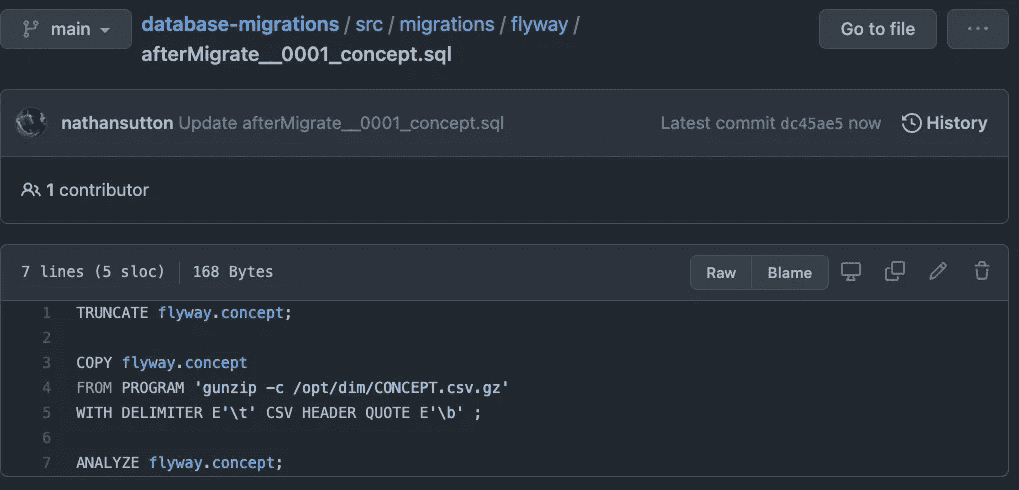 main database-migrations / src / migrations / flyway / Go to file ...
afterMigrate__0001_concept.sql
nathansutton Update afterMigrate__0001_concept.sql Latest commit dc45ae5 now History
1 contributor
7 lines (5 sloc) 168 Bytes Raw Blame
1 TRUNCATE flyway.concept;
2
3 COPY flyway.concept
4 FROM PROGRAM 'gunzip -c /opt/dim/CONCEPT.csv.gz'
5 WITH DELIMITER E'\t' CSV HEADER QUOTE E'\b' ;
6
7 ANALYZE flyway.concept;